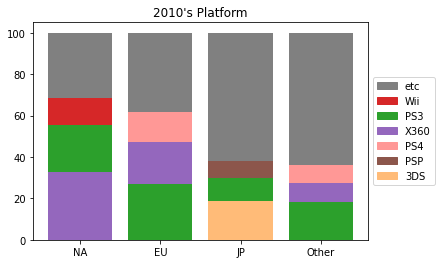 2010's Platform
100
80
60
40
20
0
NA EU JP Other
etc
Wii
PS3
X360
PS4
PSP
3DS